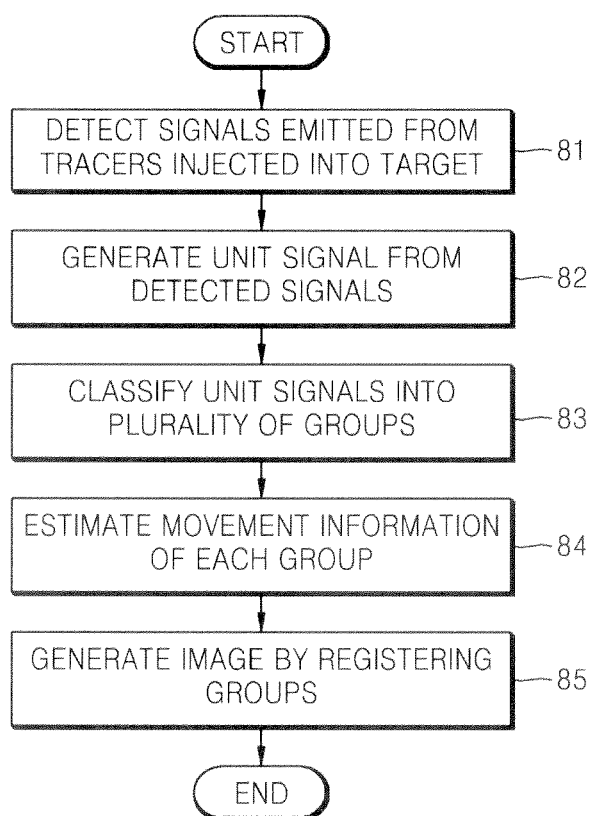 START
DETECT SIGNALS EMITTED FROM
TRACERS INJECTED INTO TARGET
81
GENERATE UNIT SIGNAL FROM
DETECTED SIGNALS
82
CLASSIFY UNIT SIGNALS INTO
PLURALITY OF GROUPS
83
ESTIMATE MOVEMENT INFORMATION
OF EACH GROUP
84
GENERATE IMAGE BY REGISTERING
GROUPS
85
END